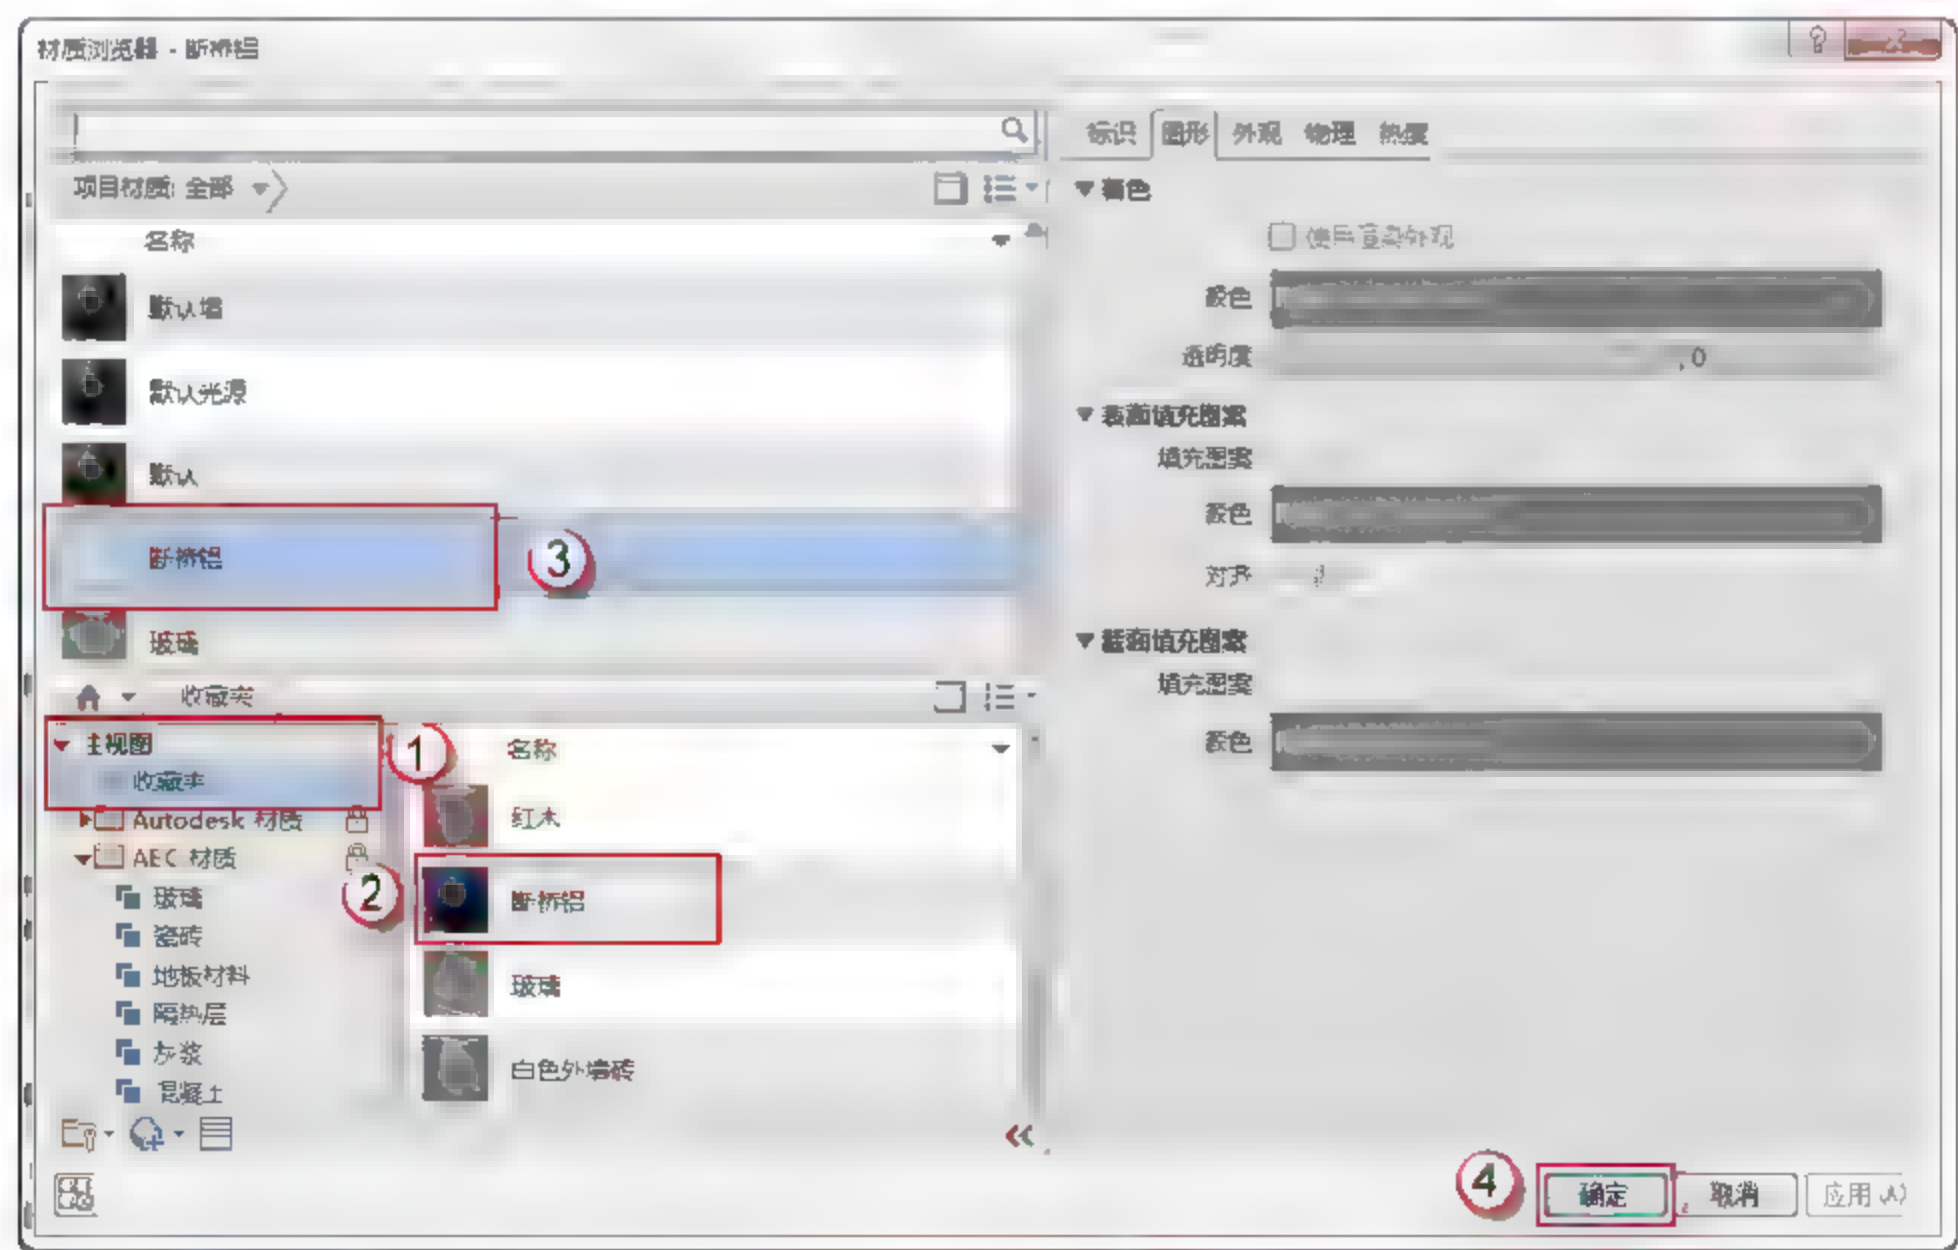 材质浏览器 - 断桥铝
项目材质: 全部
名称
默认墙
默认光源
默认
断桥铝
3
玻璃
收藏夹
主视图
收藏夹
Autodesk 材质
AEC 材质
玻璃
瓷砖
地板材料
隔热层
灰浆
混凝土
1
名称
红木
2
断桥铝
玻璃
白色外墙砖
标识 图形 外观 物理 热度
着色
使用渲染外观
颜色
透明度 0
表面填充图案
填充图案
颜色
对齐
截面填充图案
填充图案
颜色
4
确定 取消 应用(A)